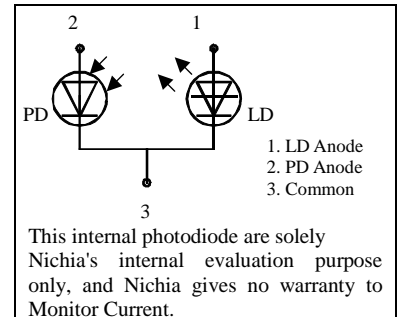 2
1
PD
LD
1. LD Anode
2. PD Anode
3. Common
3
This internal photodiode are solely
Nichia's internal evaluation purpose
only, and Nichia gives no warranty to
Monitor Current.